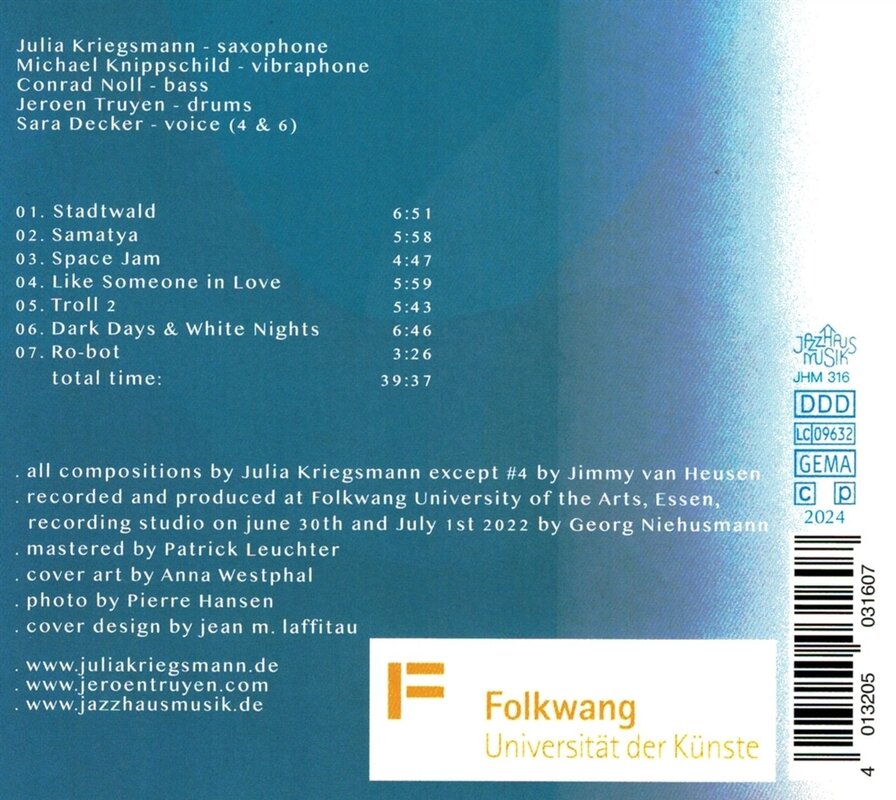 Julia Kriegsmann - saxophone
Michael Knippschild - vibraphone
Conrad Noll - bass
Jeroen Truyen - drums
Sara Decker - voice (4 & 6)
01. Stadtwald 6:51
02. Samatya 5:58
03. Space Jam 4:47
04. Like Someone in Love 5:59
05. Troll 2 5:43
06. Dark Days & White Nights 6:46
07. Ro-bot 3:26
total time: 39:37
JAZZHAUS
MUSIK
JHM 316
DDD
LC 09632
GEMA
c p
2024
. all compositions by Julia Kriegsmann except #4 by Jimmy van Heusen
. recorded and produced at Folkwang University of the Arts, Essen,
recording studio on june 30th and July 1st 2022 by Georg Niehusmann
. mastered by Patrick Leuchter
. cover art by Anna Westphal
. photo by Pierre Hansen
. cover design by jean m. laffitau
. www.juliakriegsmann.de
. www.jeroentruyen.com
. www.jazzhausmusik.de
Folkwang
Universität der Künste
4 013205 031607